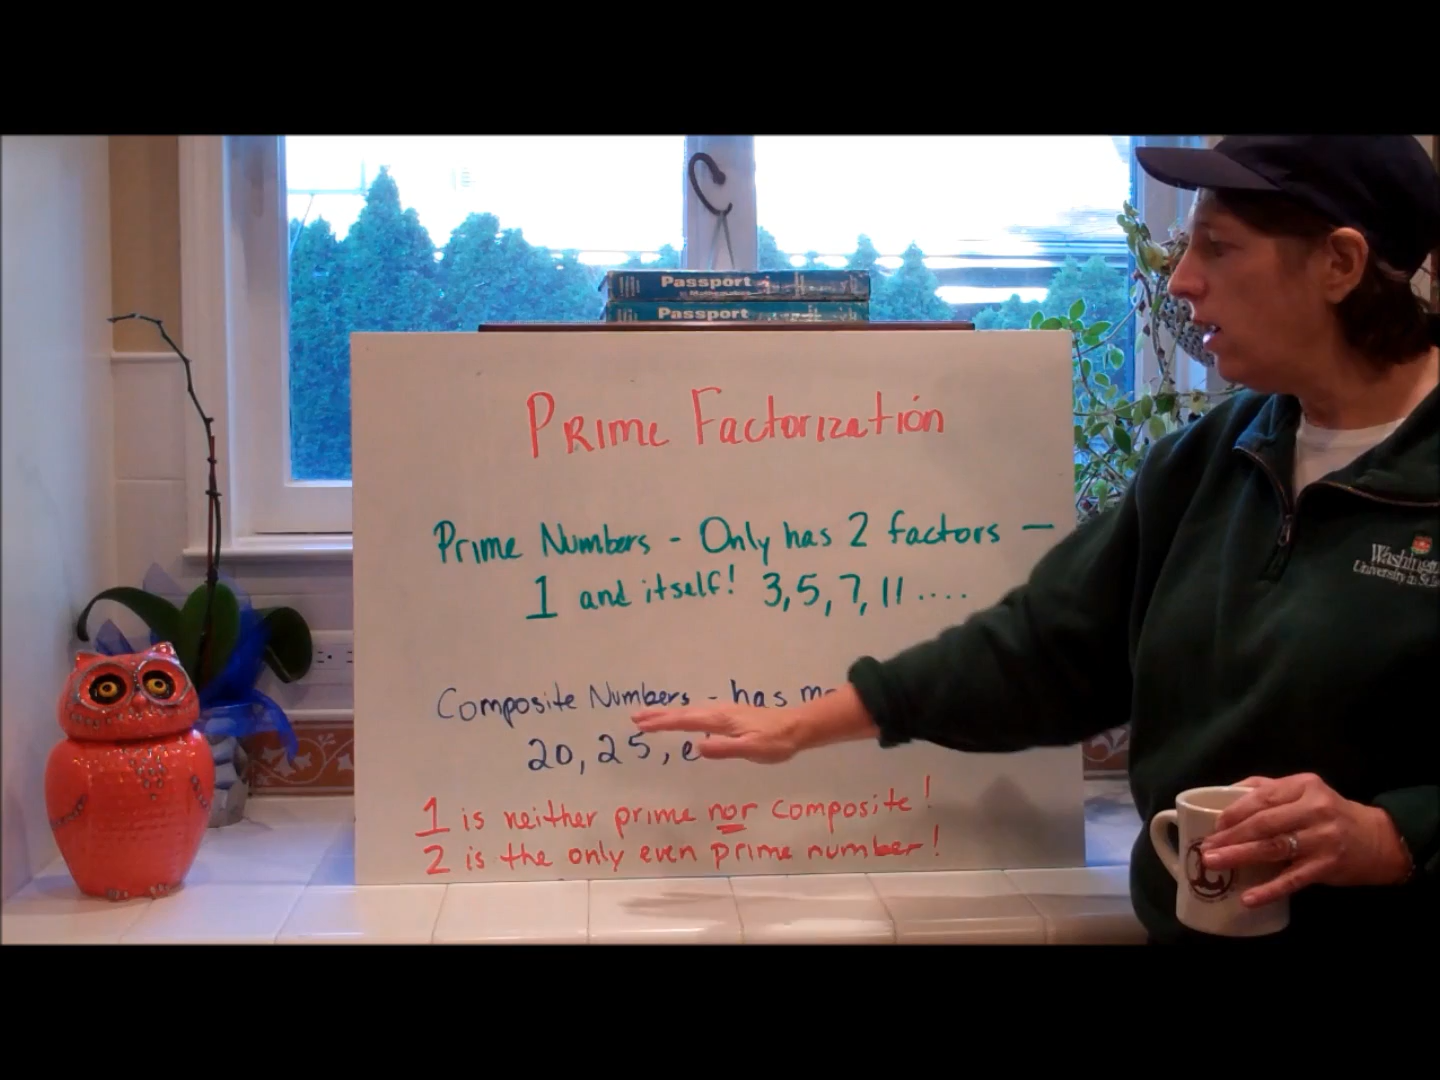 Passport
Passport
Prime Factorization
Prime Numbers - Only has 2 factors —
1 and itself! 3, 5, 7, 11 ....
Composite Numbers - has
20, 25,
1 is neither prime nor composite!
2 is the only even prime number!